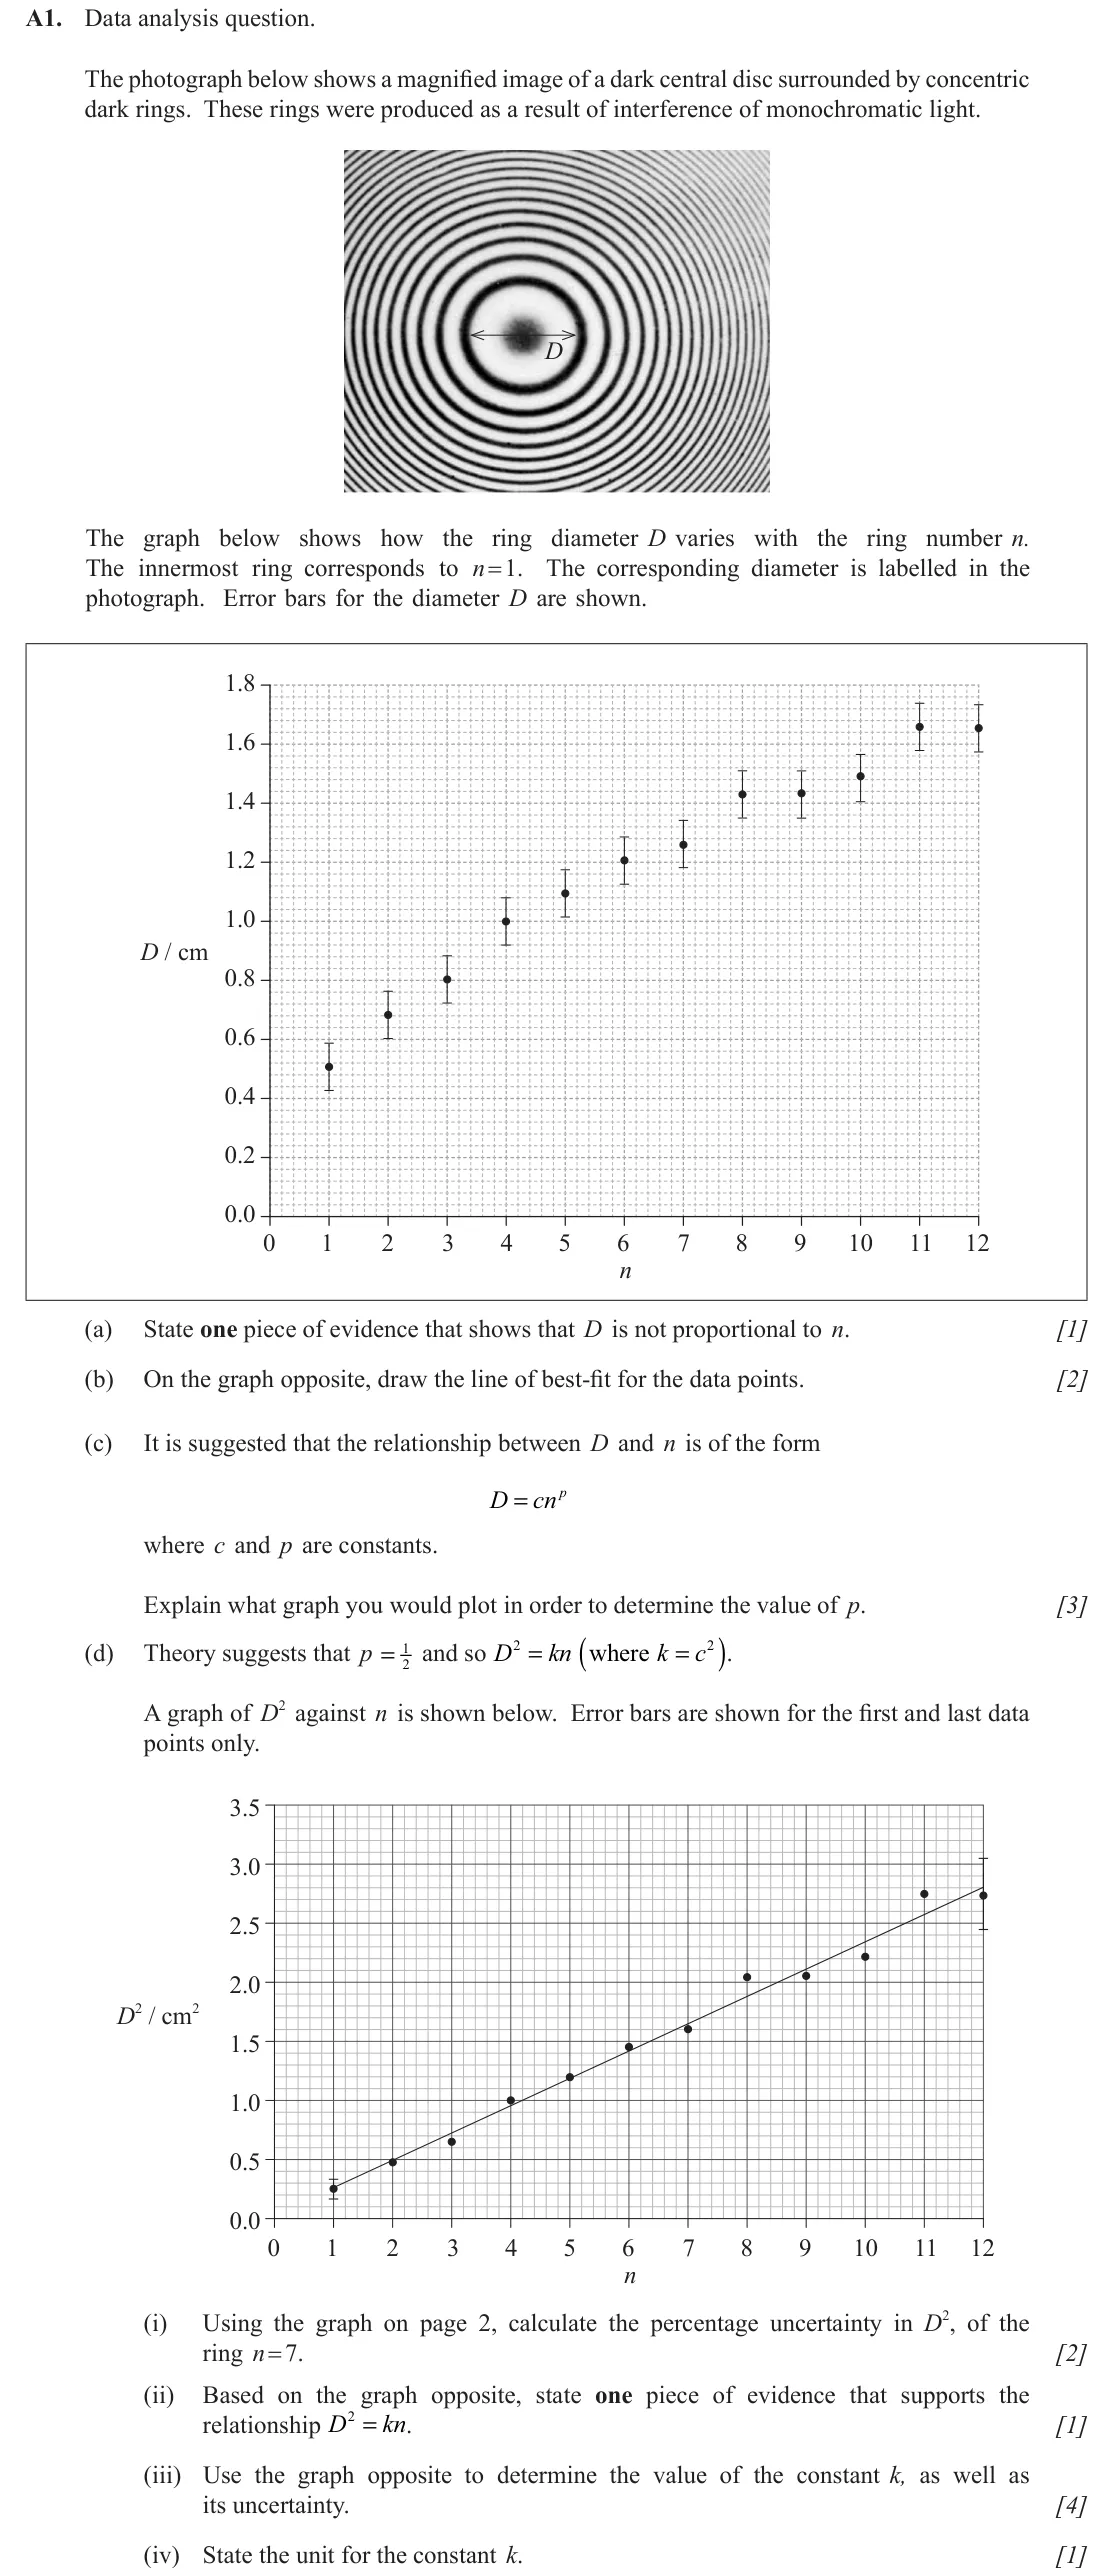 A1. Data analysis question.
The photograph below shows a magnified image of a dark central disc surrounded by concentric
dark rings. These rings were produced as a result of interference of monochromatic light.
D
The graph below shows how the ring diameter D varies with the ring number n.
The innermost ring corresponds to n=1. The corresponding diameter is labelled in the
photograph. Error bars for the diameter D are shown.
1.8
1.6
1.4
1.2
1.0
D / cm
0.8
0.6
0.4
0.2
0.0
0 1 2 3 4 5 6 7 8 9 10 11 12
n
(a) State one piece of evidence that shows that D is not proportional to n. [1]
(b) On the graph opposite, draw the line of best-fit for the data points. [2]
(c) It is suggested that the relationship between D and n is of the form
D = cnᵖ
where c and p are constants.
Explain what graph you would plot in order to determine the value of p. [3]
(d) Theory suggests that p = 1/2 and so D² = kn (where k = c²).
A graph of D² against n is shown below. Error bars are shown for the first and last data
points only.
3.5
3.0
2.5
2.0
D² / cm²
1.5
1.0
0.5
0.0
0 1 2 3 4 5 6 7 8 9 10 11 12
n
(i) Using the graph on page 2, calculate the percentage uncertainty in D², of the
ring n=7. [2]
(ii) Based on the graph opposite, state one piece of evidence that supports the
relationship D² = kn. [1]
(iii) Use the graph opposite to determine the value of the constant k, as well as
its uncertainty. [4]
(iv) State the unit for the constant k. [1]